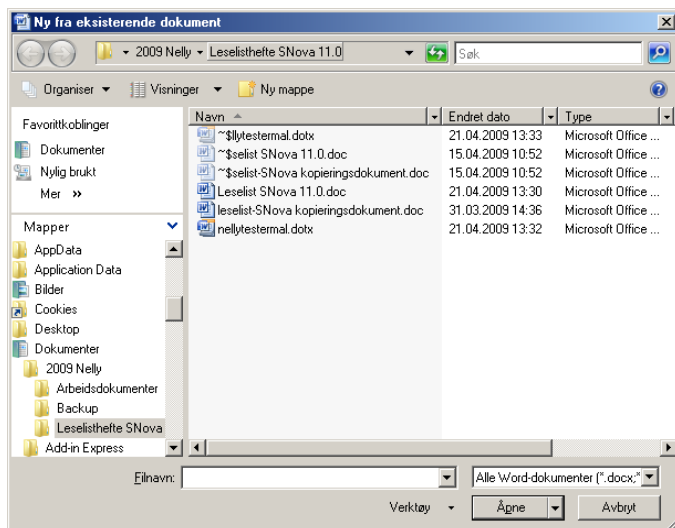 Ny fra eksisterende dokument
2009 Nelly Leselisthefte SNova 11.0 Søk
Organiser Visninger Ny mappe
Favorittkoblinger
Dokumenter
Nylig brukt
Mer »
Mapper
AppData
Application Data
Bilder
Cookies
Desktop
Dokumenter
2009 Nelly
Arbeidsdokumenter
Backup
Leselisthefte SNova
Add-in Express
Navn Endret dato Type
~$llytestermal.dotx 21.04.2009 13:33 Microsoft Office ...
~$selist SNova 11.0.doc 15.04.2009 10:52 Microsoft Office ...
~$selist-SNova kopieringsdokument.doc 15.04.2009 10:52 Microsoft Office ...
Leselist SNova 11.0.doc 21.04.2009 13:30 Microsoft Office ...
leselist-SNova kopieringsdokument.doc 31.03.2009 14:36 Microsoft Office ...
nellytestermal.dotx 21.04.2009 13:32 Microsoft Office ...
Filnavn: Alle Word-dokumenter (*.docx;*
Verktøy Åpne Avbryt